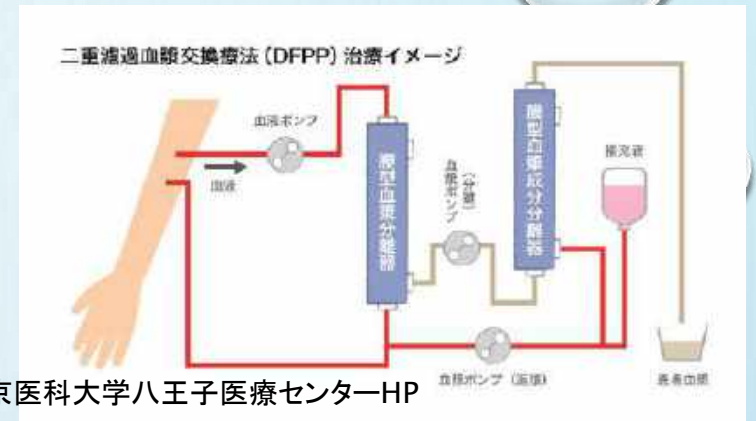 二重濾過血漿交換療法（DFPP）治療イメージ
血液ポンプ
血液
膜型血漿分離器
血漿ポンプ
（分離）
膜型血漿成分分離器
補充液
血漿ポンプ（返漿）
廃棄血漿
京医科大学八王子医療センターHP